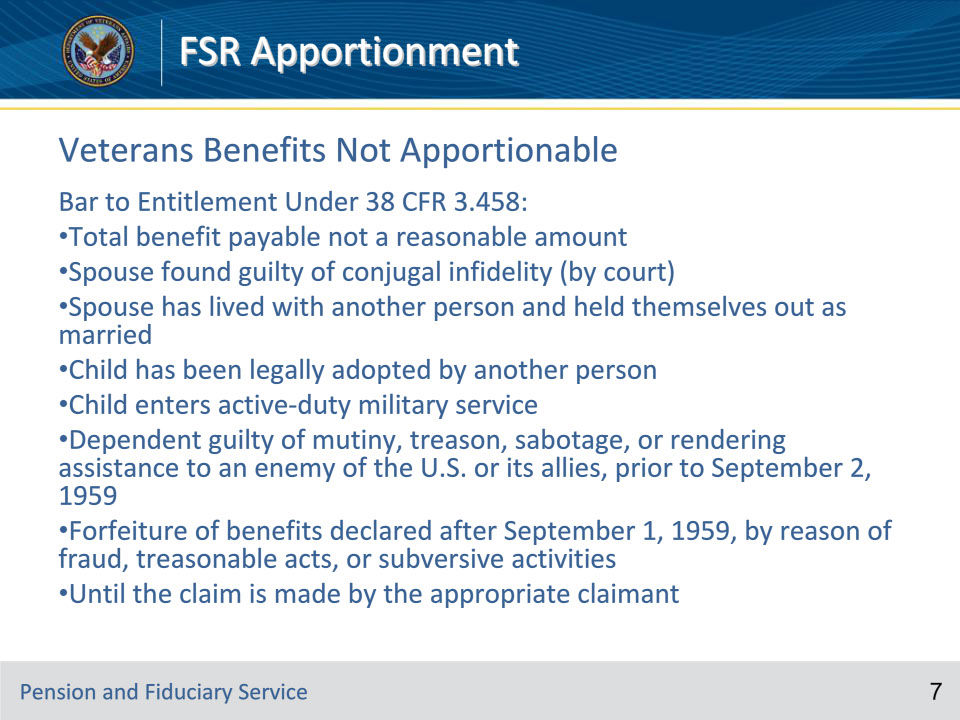 FSR Apportionment
Veterans Benefits Not Apportionable
Bar to Entitlement Under 38 CFR 3.458:
•Total benefit payable not a reasonable amount
•Spouse found guilty of conjugal infidelity (by court)
•Spouse has lived with another person and held themselves out as
married
•Child has been legally adopted by another person
•Child enters active-duty military service
•Dependent guilty of mutiny, treason, sabotage, or rendering
assistance to an enemy of the U.S. or its allies, prior to September 2,
1959
•Forfeiture of benefits declared after September 1, 1959, by reason of
fraud, treasonable acts, or subversive activities
•Until the claim is made by the appropriate claimant
Pension and Fiduciary Service
7